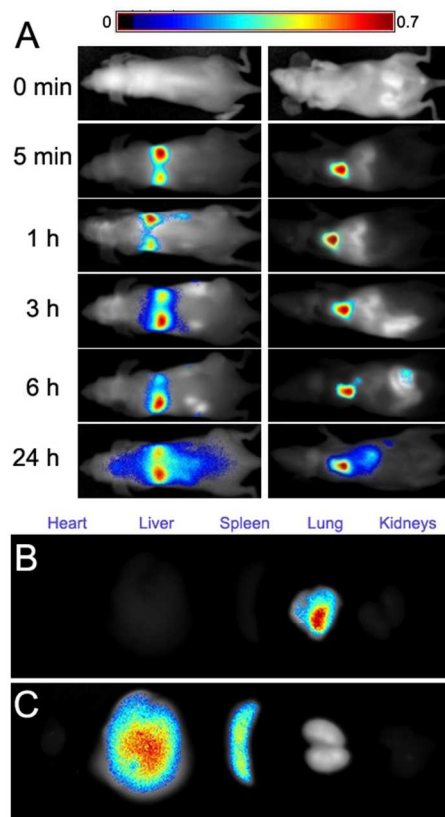 0 0.7
A
0 min
5 min
1 h
3 h
6 h
24 h
Heart Liver Spleen Lung Kidneys
B
C